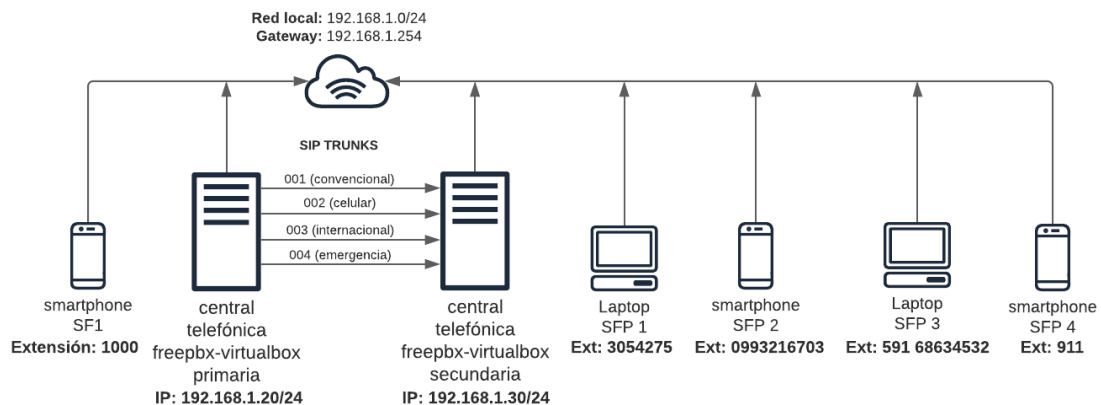 Red local: 192.168.1.0/24
Gateway: 192.168.1.254
SIP TRUNKS
001 (convencional)
002 (celular)
003 (internacional)
004 (emergencia)
smartphone
SF1
Extensión: 1000
central
telefónica
freepbx-virtualbox
primaria
IP: 192.168.1.20/24
central
telefónica
freepbx-virtualbox
secundaria
IP: 192.168.1.30/24
Laptop
SFP 1
Ext: 3054275
smartphone
SFP 2
Ext: 0993216703
Laptop
SFP 3
Ext: 591 68634532
smartphone
SFP 4
Ext: 911